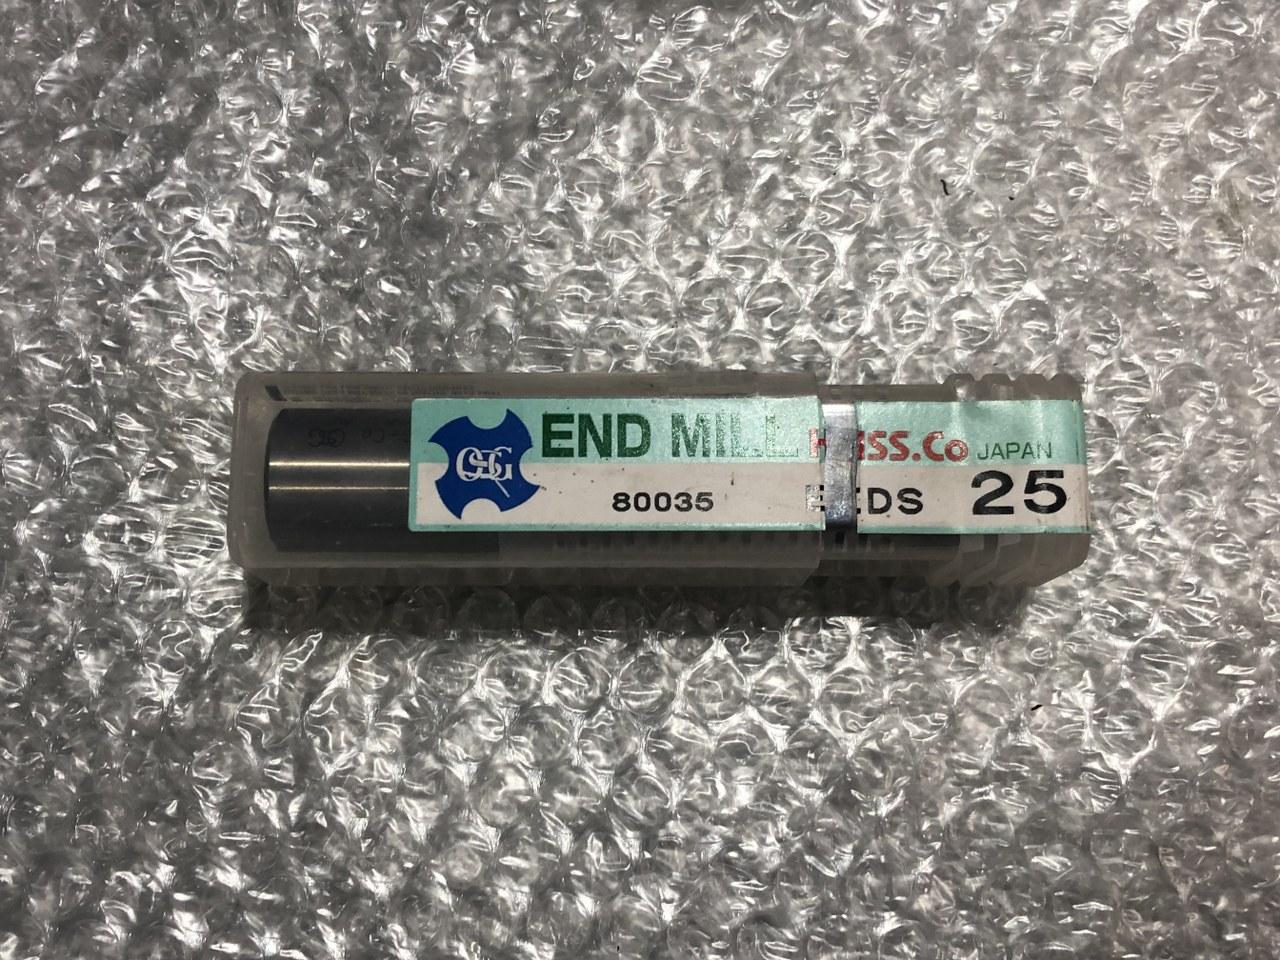 OSG
END MILL HSS.Co JAPAN
80035 EDS 25